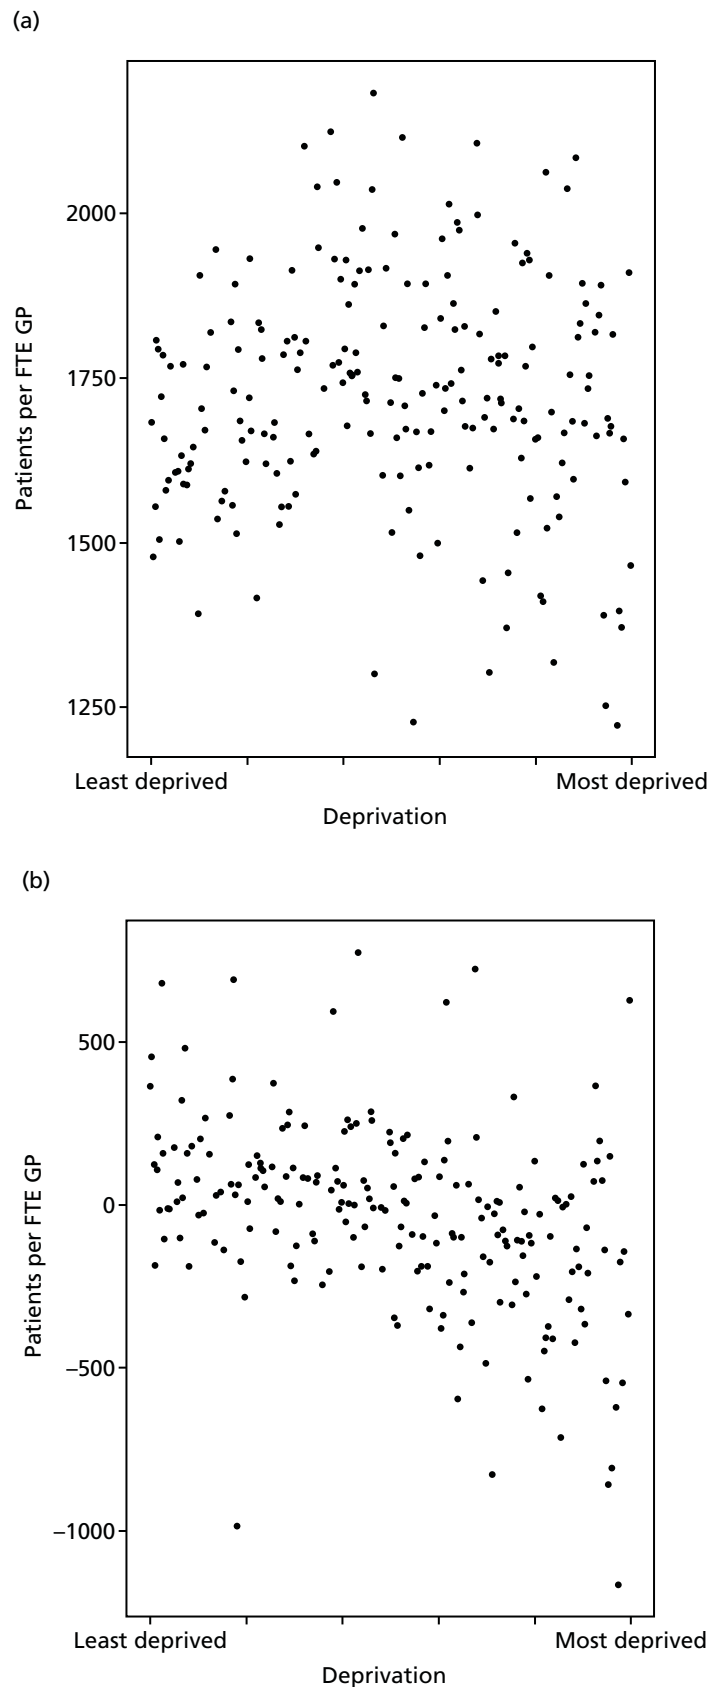 (a)
2000
1750
1500
1250
Patients per FTE GP
Least deprived
Most deprived
Deprivation
(b)
500
0
−500
−1000
Patients per FTE GP
Least deprived
Most deprived
Deprivation